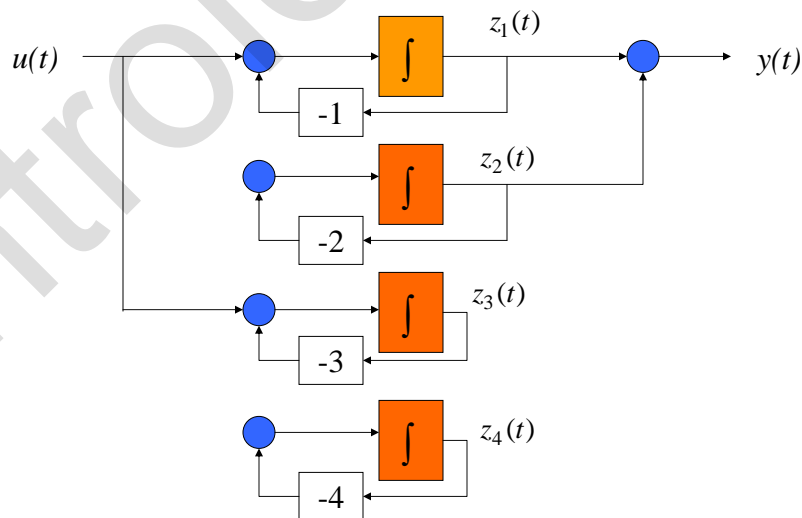 z₁(t)
u(t) ∫ y(t)
-1
z₂(t)
∫
-2
z₃(t)
∫
-3
z₄(t)
∫
-4